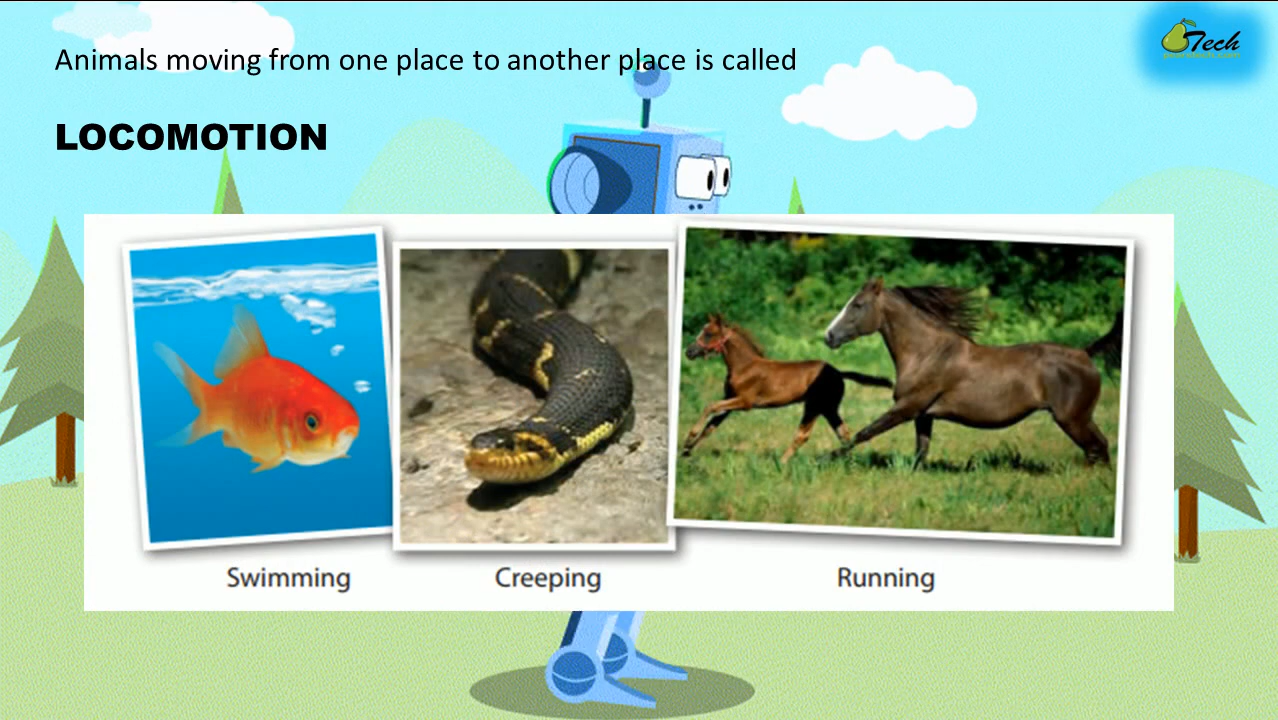 Animals moving from one place to another place is called
Tech
LOCOMOTION
Swimming
Creeping
Running